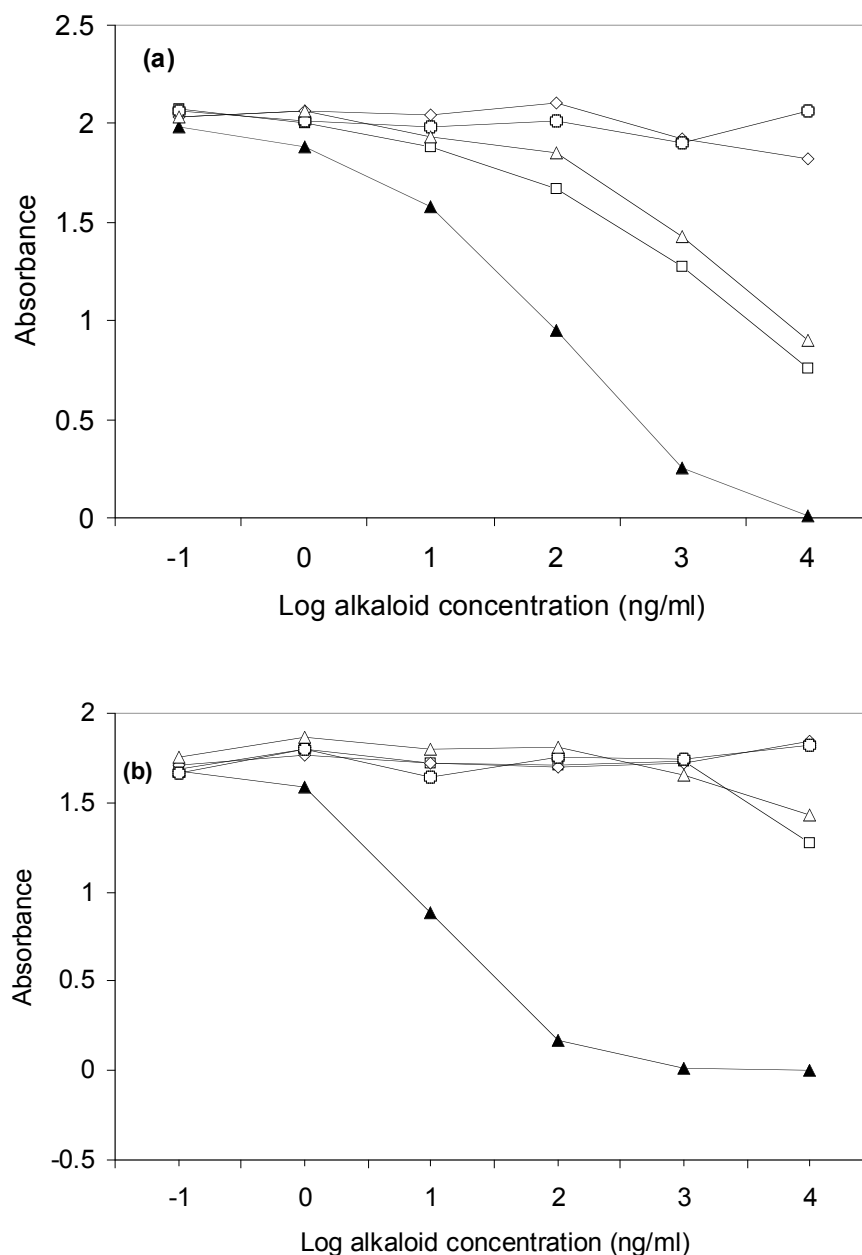 2.5
(a)
2
1.5
1
0.5
0
Absorbance
-1 0 1 2 3 4
Log alkaloid concentration (ng/ml)
2
(b)
1.5
1
0.5
0
-0.5
Absorbance
-1 0 1 2 3 4
Log alkaloid concentration (ng/ml)